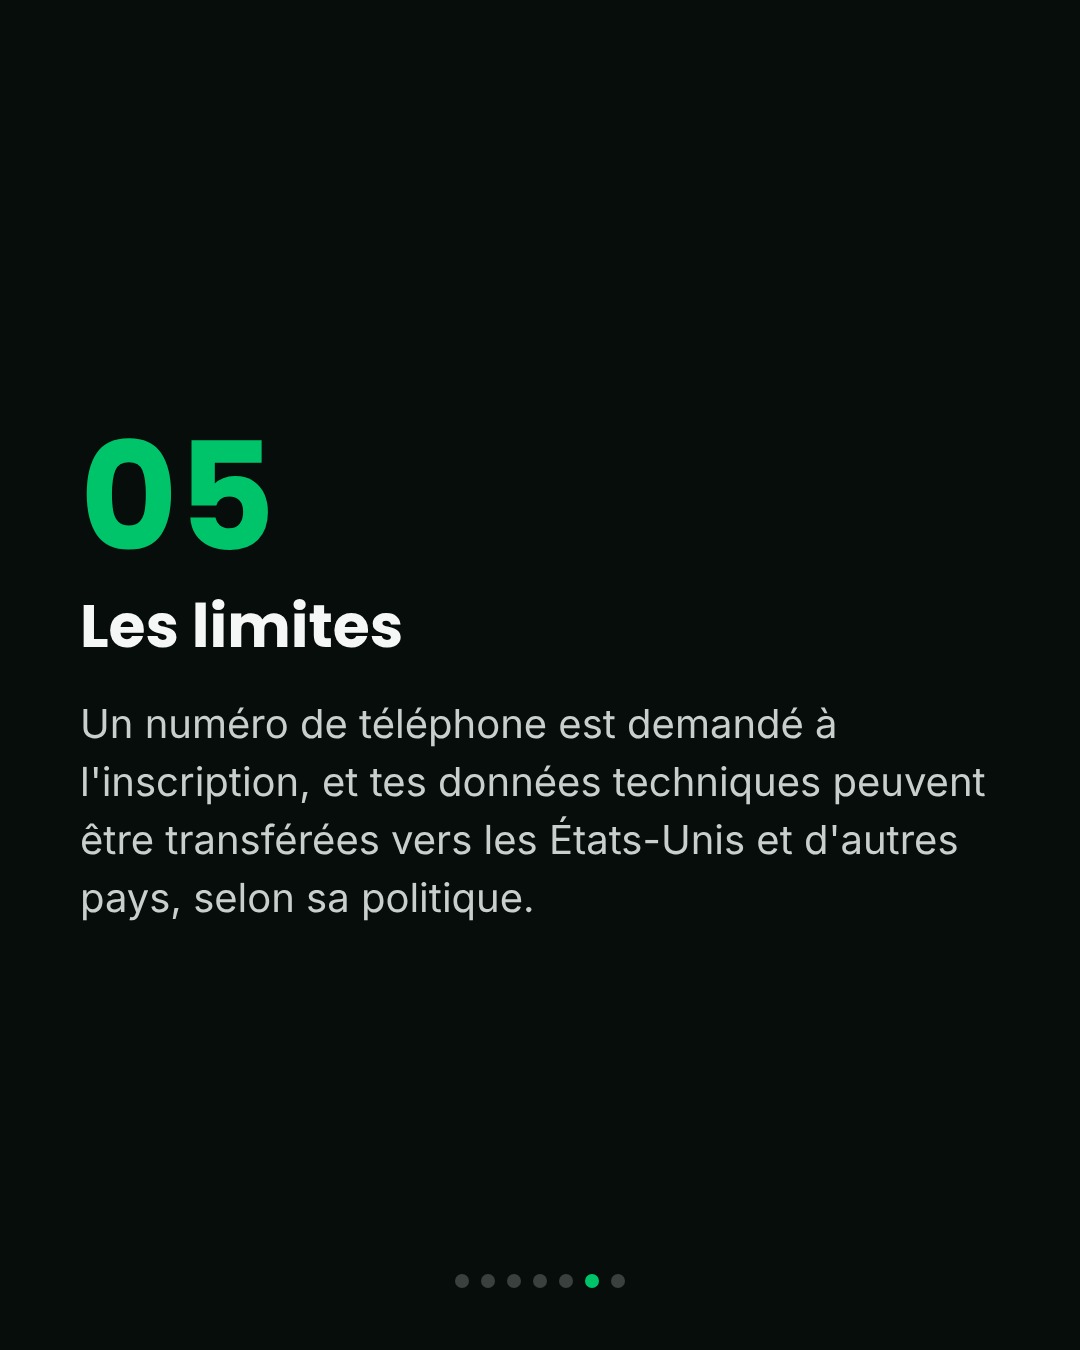 05
Les limites
Un numéro de téléphone est demandé à
l'inscription, et tes données techniques peuvent
être transférées vers les États-Unis et d'autres
pays, selon sa politique.